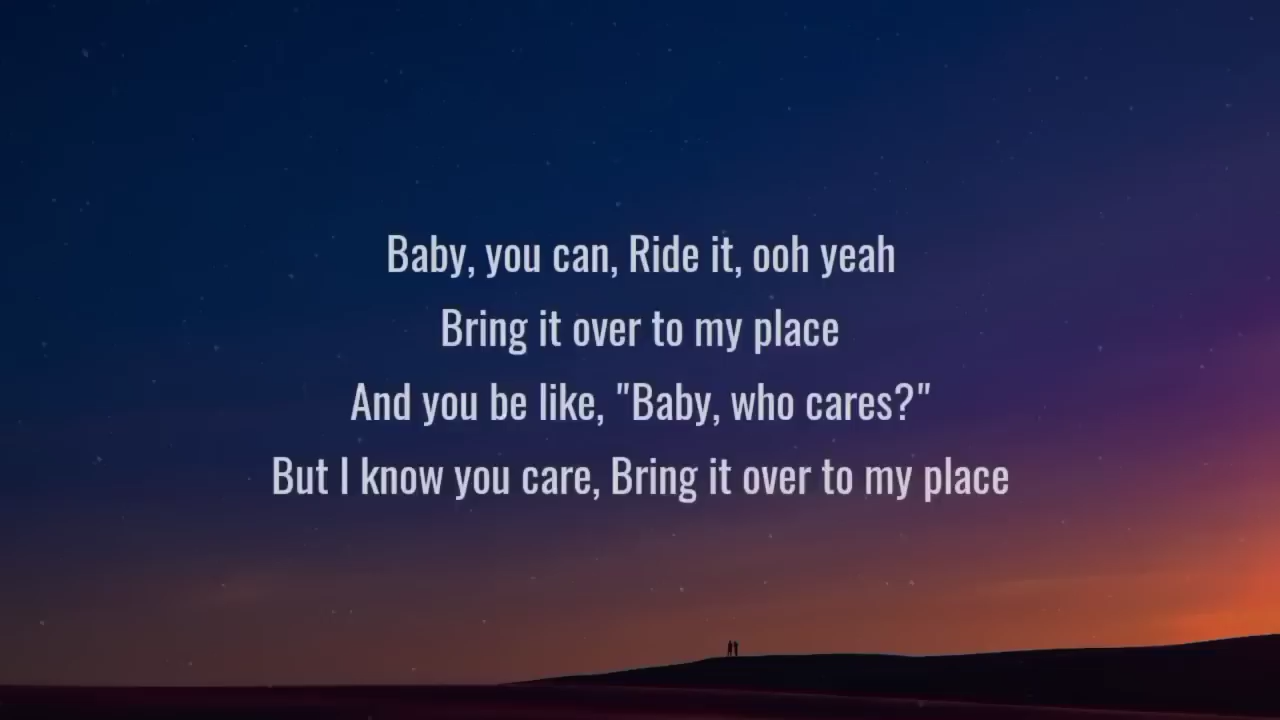 Baby, you can, Ride it, ooh yeah
Bring it over to my place
And you be like, "Baby, who cares?"
But I know you care, Bring it over to my place